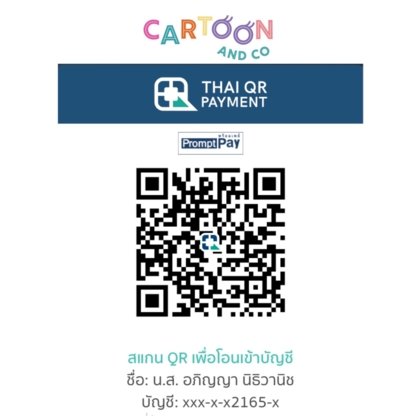 CARTOON
AND CO
THAI QR
PAYMENT
พร้อมเพย์
PromptPay
สแกน QR เพื่อโอนเข้าบัญชี
ชื่อ: น.ส. อภิญญา นิธิวานิช
บัญชี: xxx-x-x2165-x